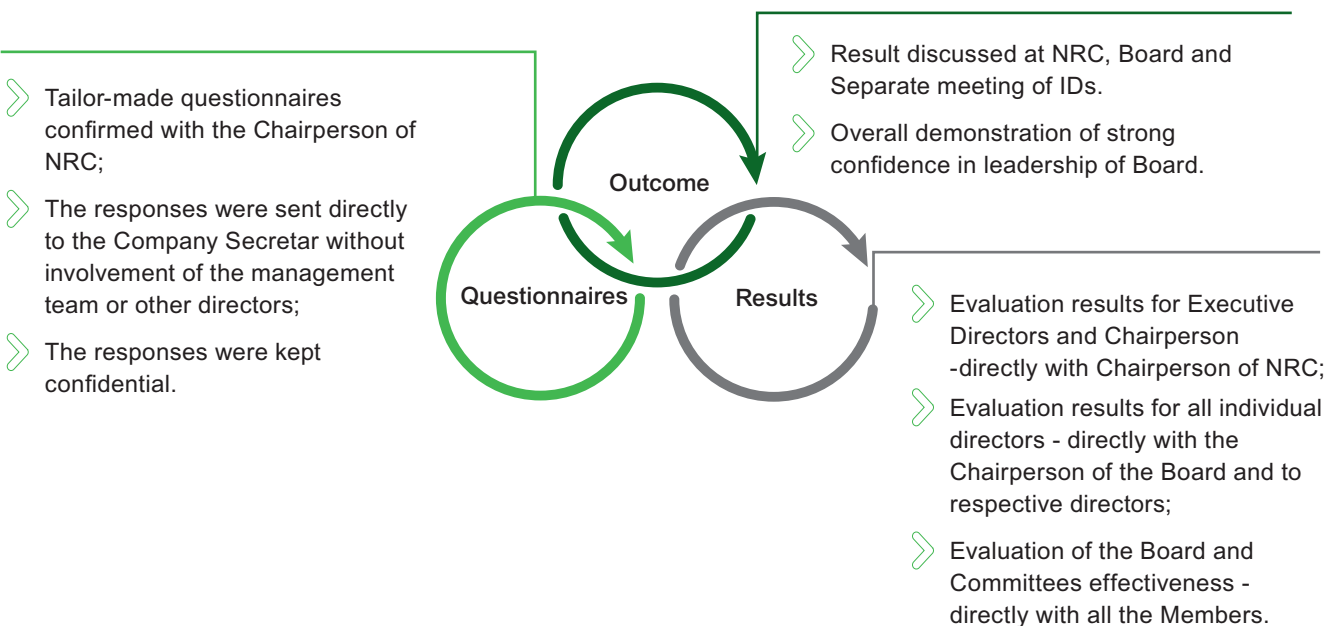 Tailor-made questionnaires
confirmed with the Chairperson of
NRC;
The responses were sent directly
to the Company Secretar without
involvement of the management
team or other directors;
The responses were kept
confidential.
Outcome
Questionnaires
Results
Result discussed at NRC, Board and
Separate meeting of IDs.
Overall demonstration of strong
confidence in leadership of Board.
Evaluation results for Executive
Directors and Chairperson
-directly with Chairperson of NRC;
Evaluation results for all individual
directors - directly with the
Chairperson of the Board and to
respective directors;
Evaluation of the Board and
Committees effectiveness -
directly with all the Members.